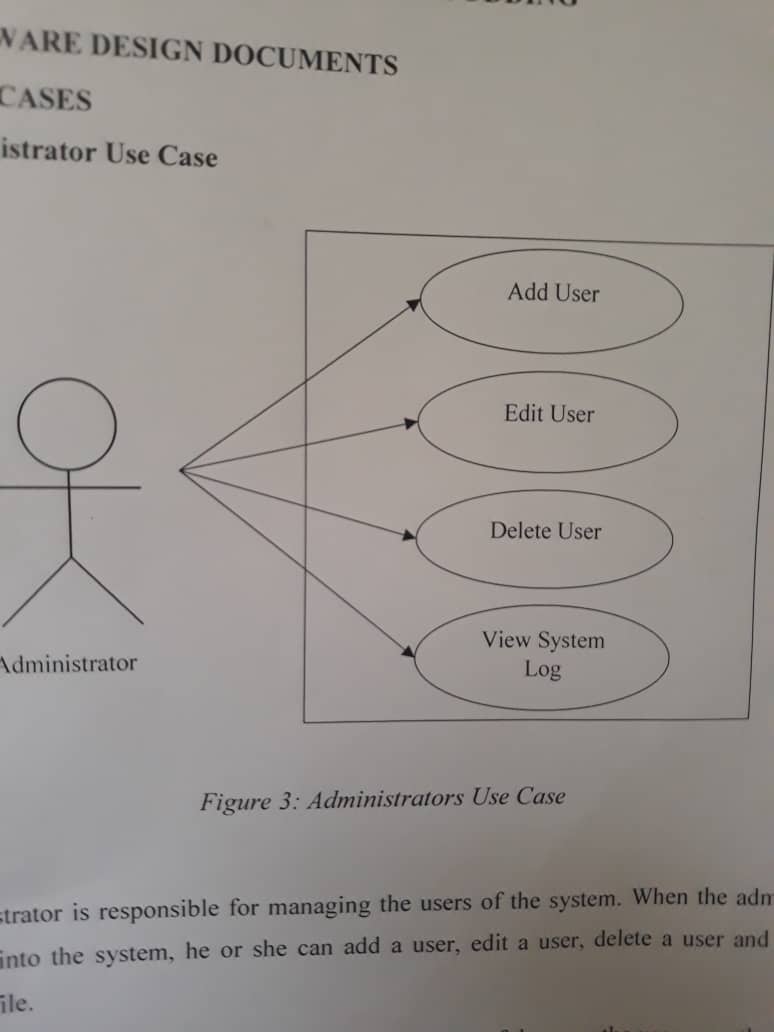 WARE DESIGN DOCUMENTS
CASES
istrator Use Case
Add User
Edit User
Delete User
View System
Log
Administrator
Figure 3: Administrators Use Case
strator is responsible for managing the users of the system. When the adm
into the system, he or she can add a user, edit a user, delete a user and
ile.